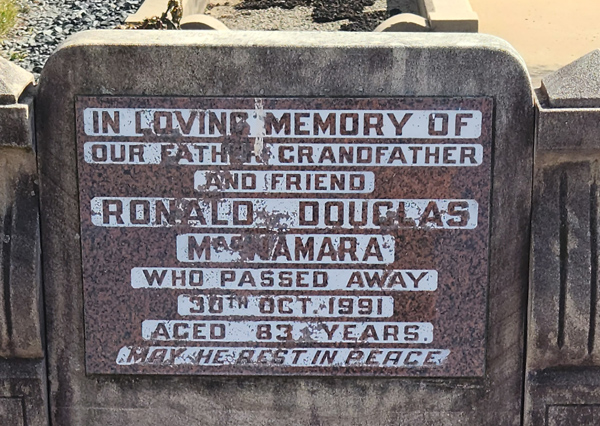 IN LOVING MEMORY OF
OUR FATHER, GRANDFATHER
AND FRIEND
RONALD DOUGLAS
MACNAMARA
WHO PASSED AWAY
30TH OCT. 1991
AGED 83 YEARS.
MAY HE REST IN PEACE